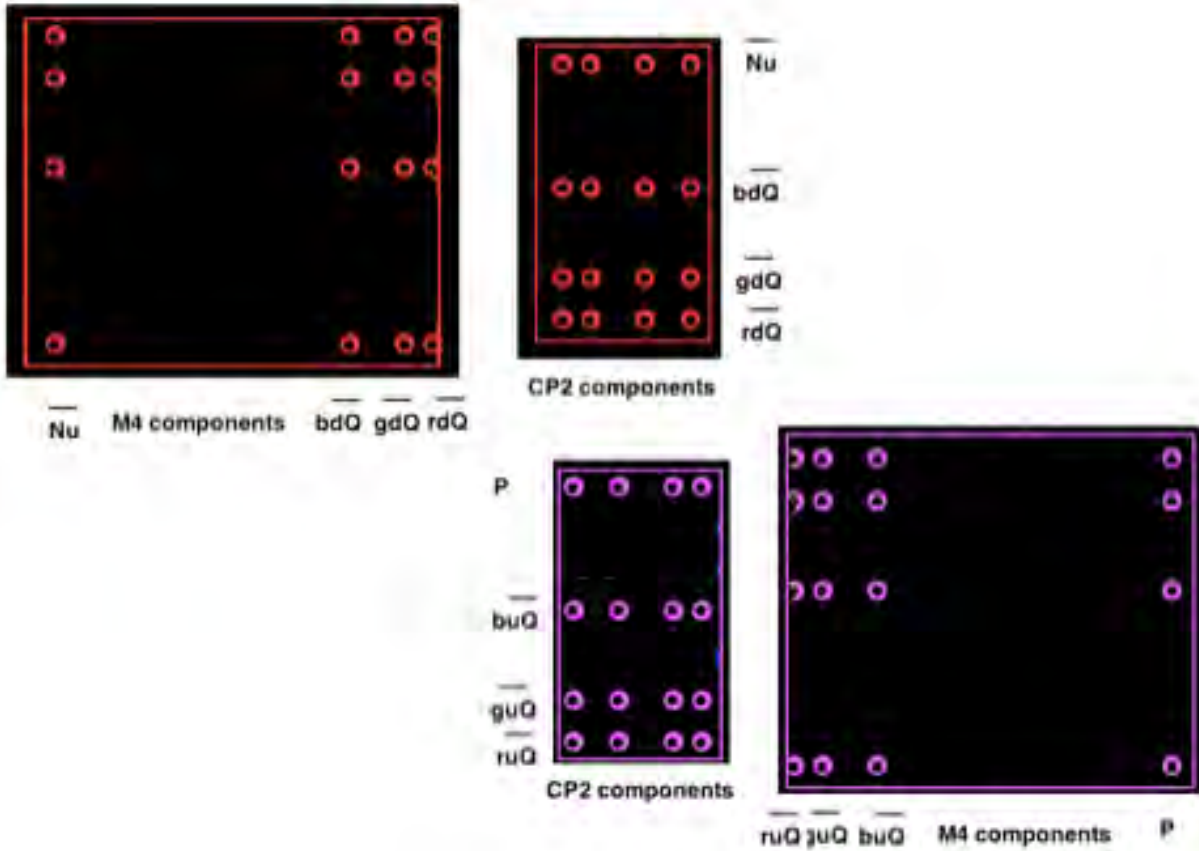 Nu
bdQ
gdQ
rdQ
CP2 components
Nu M4 components bdQ gdQ rdQ
P
buQ
guQ
ruQ
CP2 components
ruQ guQ buQ M4 components P